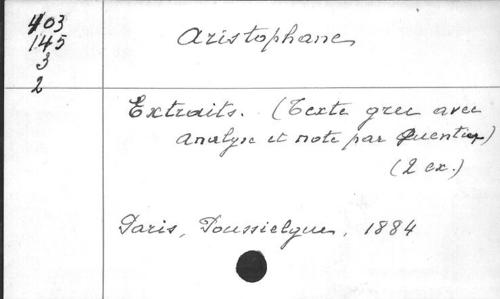 403
145
3
2
Aristophane
Extraits. (Texte grec avec
analyse et note par Quentier)
(2 ex.)
Paris, Poussielgue, 1884